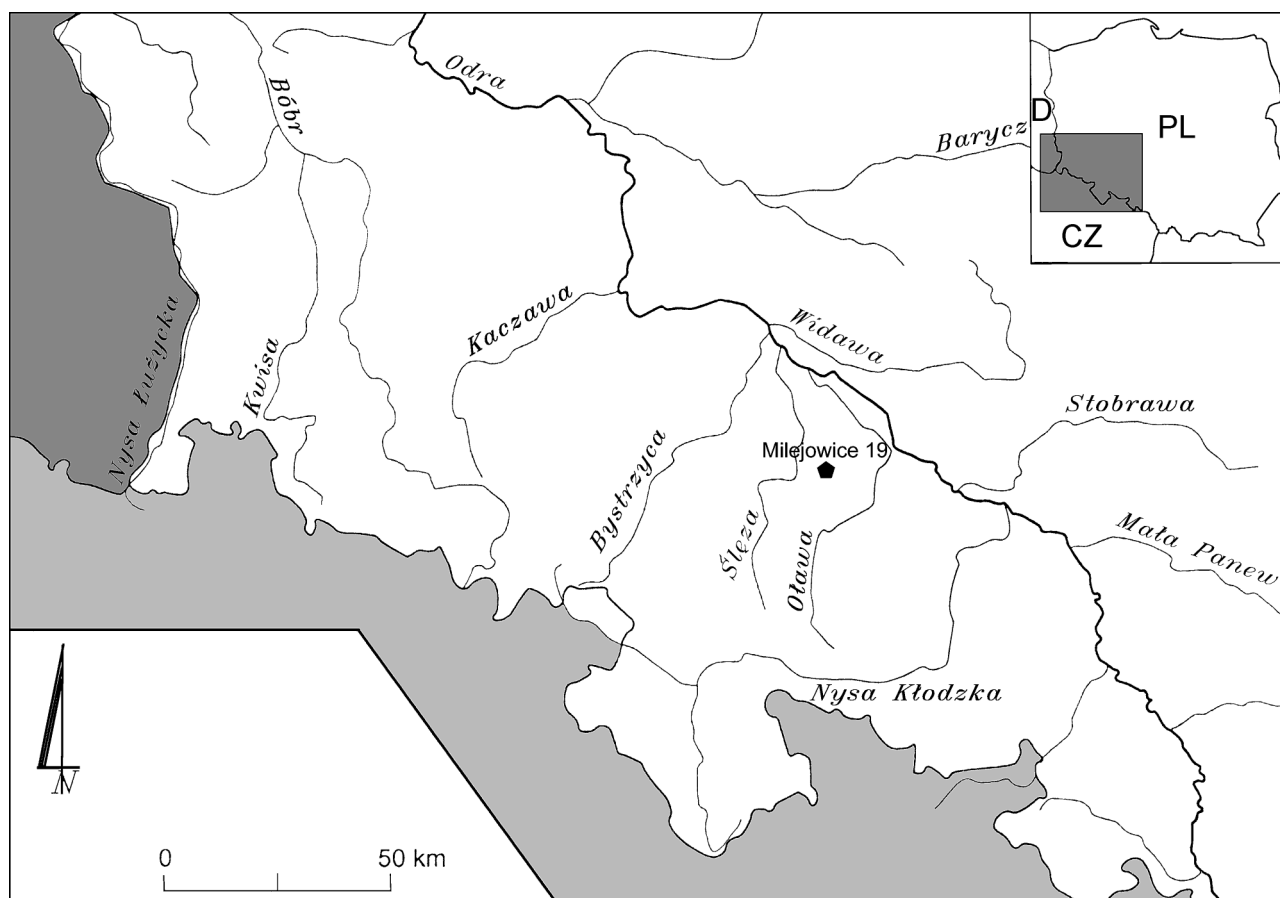 Odra
Bóbr
Barycz
D
PL
CZ
Nysa Łużycka
Kwisa
Kaczawa
Widawa
Stobrawa
Milejowice 19
Bystrzyca
Ślęza
Oława
Mała Panew
Nysa Kłodzka
N
0 50 km